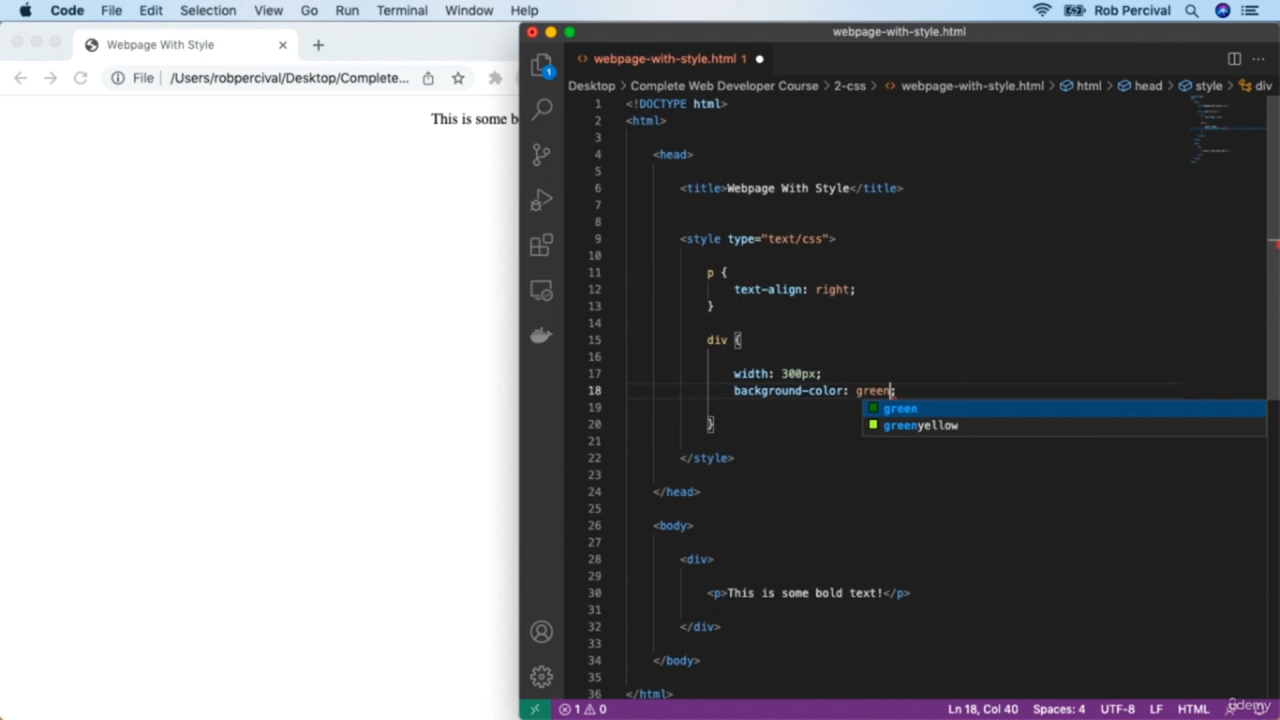 Code File Edit Selection View Go Run Terminal Window Help Rob Percival
Webpage With Style
File /Users/robpercival/Desktop/Complete...
This is some b
webpage-with-style.html
webpage-with-style.html 1
Desktop > Complete Web Developer Course > 2-css > webpage-with-style.html > html > head > style > div
1
1 <!DOCTYPE html>
2 <html>
3
4 <head>
5
6 <title>Webpage With Style</title>
7
8
9 <style type="text/css">
10
11 p {
12 text-align: right;
13 }
14
15 div {
16
17 width: 300px;
18 background-color: green;
19
20 }
21
22 </style>
23
24 </head>
25
26 <body>
27
28 <div>
29
30 <p>This is some bold text!</p>
31
32 </div>
33
34 </body>
35
36 </html>
green
greenyellow
1 0 Ln 18, Col 40 Spaces: 4 UTF-8 LF HTML
ûdemy